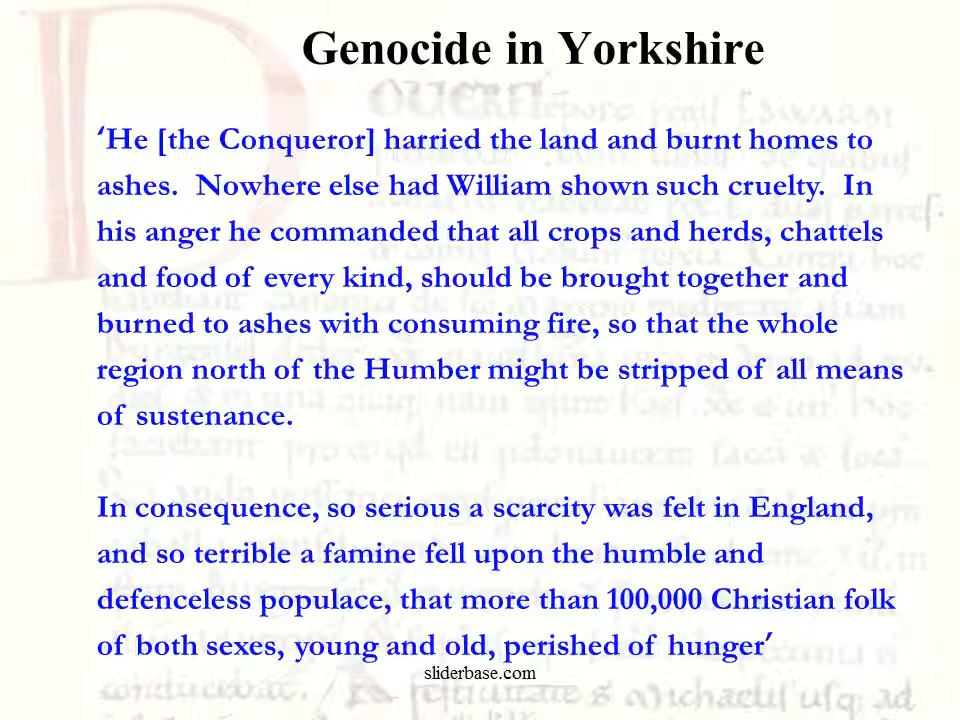 Genocide in Yorkshire
‘He [the Conqueror] harried the land and burnt homes to
ashes.  Nowhere else had William shown such cruelty.  In
his anger he commanded that all crops and herds, chattels
and food of every kind, should be brought together and
burned to ashes with consuming fire, so that the whole
region north of the Humber might be stripped of all means
of sustenance.
In consequence, so serious a scarcity was felt in England,
and so terrible a famine fell upon the humble and
defenceless populace, that more than 100,000 Christian folk
of both sexes, young and old, perished of hunger’
sliderbase.com